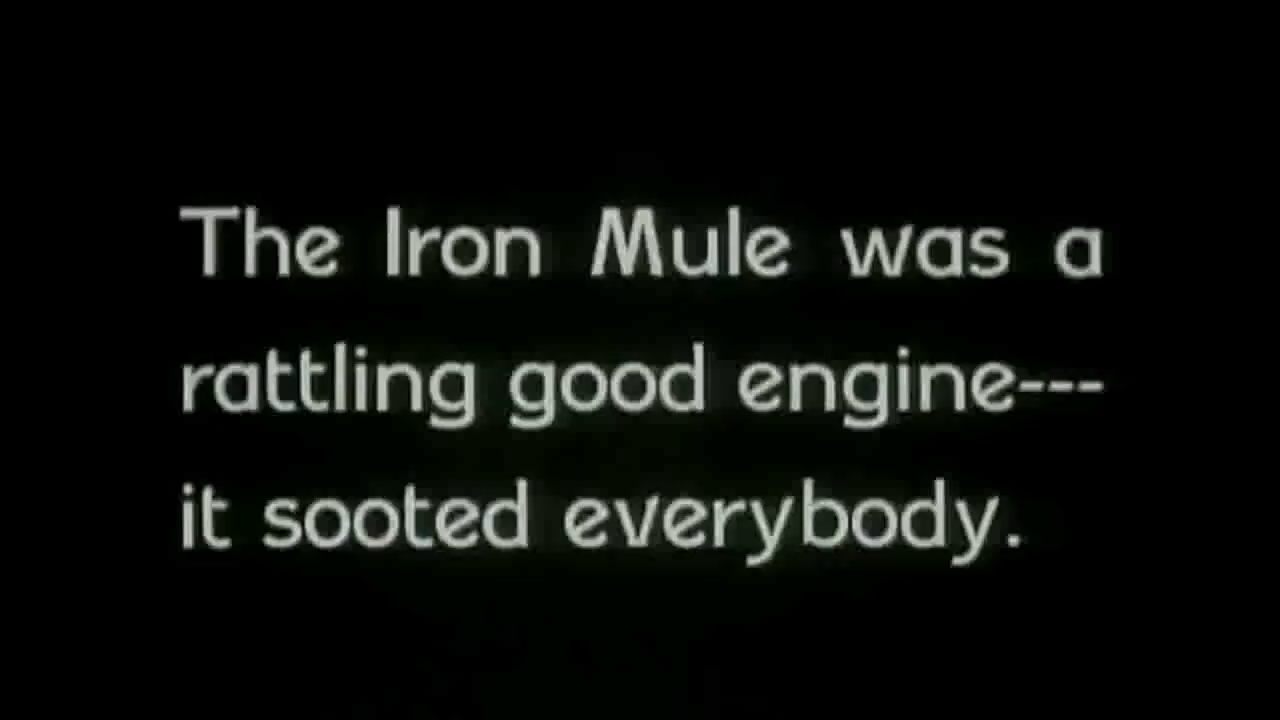 The Iron Mule was a
rattling good engine---
it sooted everybody.